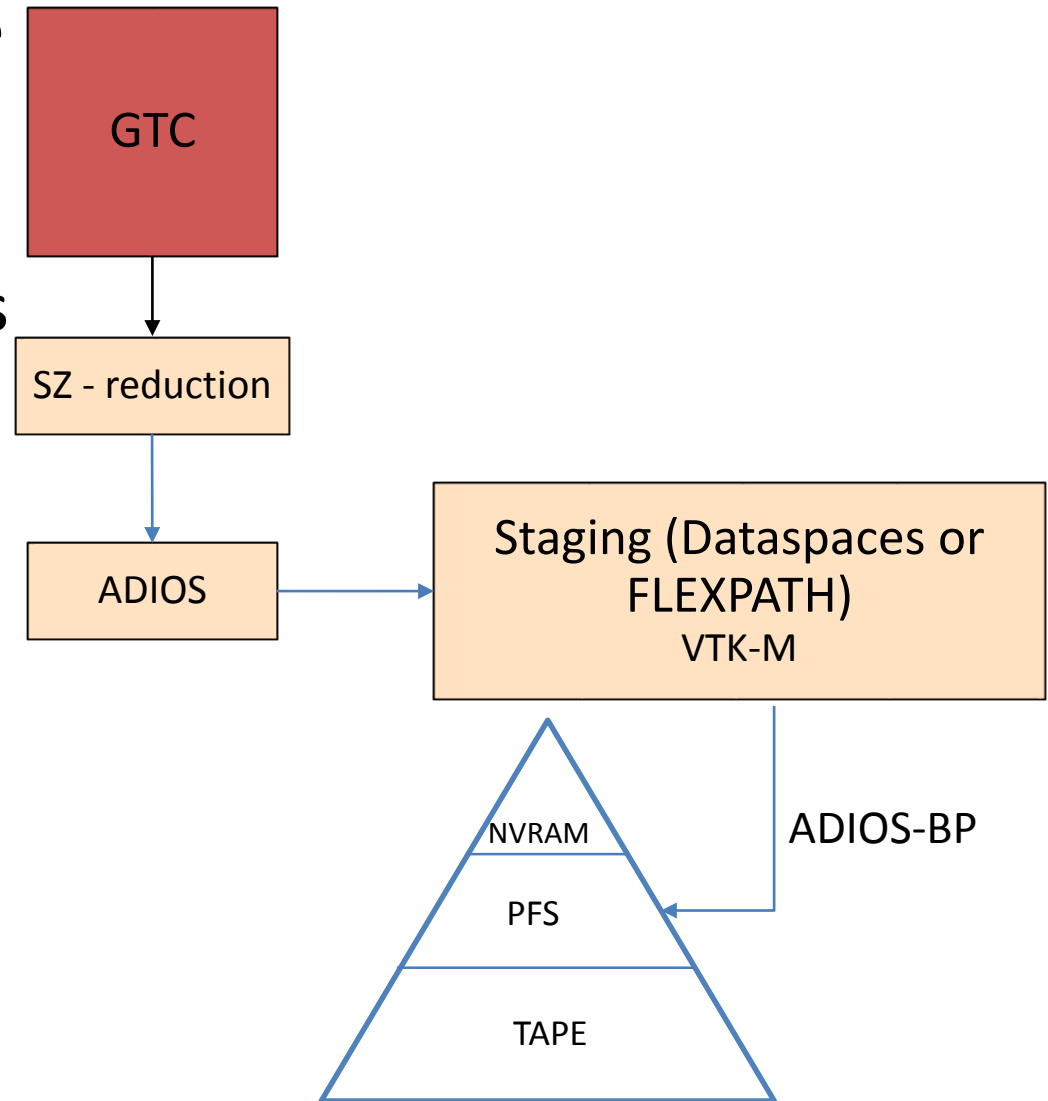 GTC
SZ - reduction
ADIOS
Staging (Dataspaces or
FLEXPATH)
VTK-M
NVRAM
ADIOS-BP
PFS
TAPE